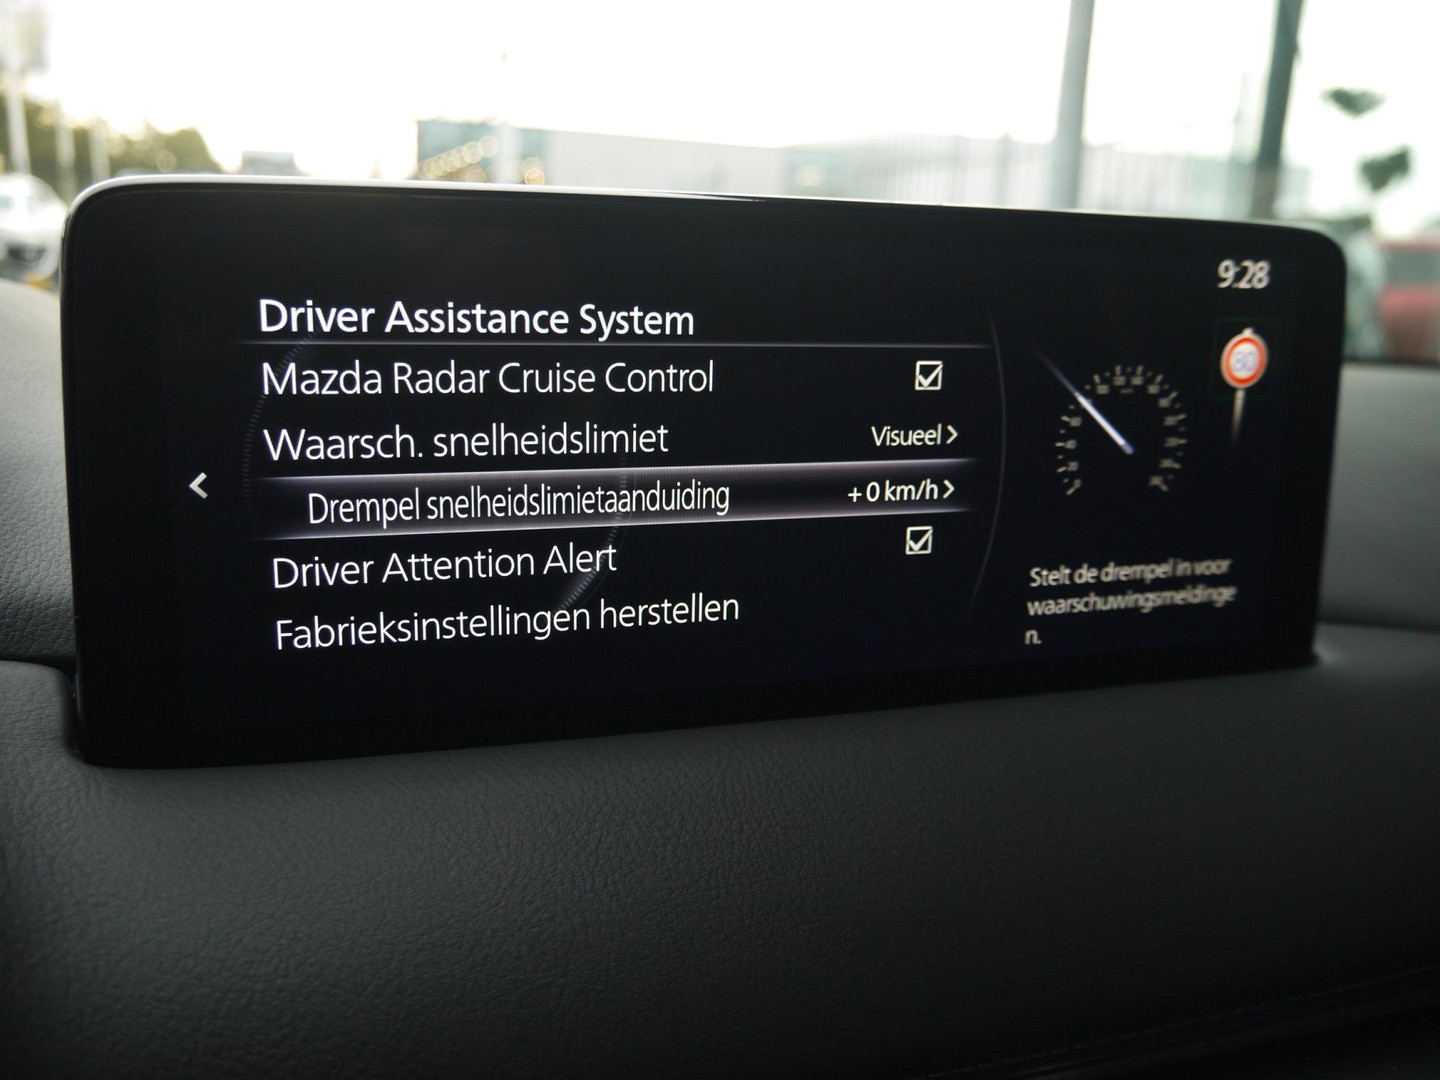 9:28
Driver Assistance System
Mazda Radar Cruise Control
Waarsch. snelheidslimiet
Visueel >
Drempel snelheidslimietaanduiding
+0 km/h >
Driver Attention Alert
Fabrieksinstellingen herstellen
80
Stelt de drempel in voor
waarschuwingsmeldinge
n.